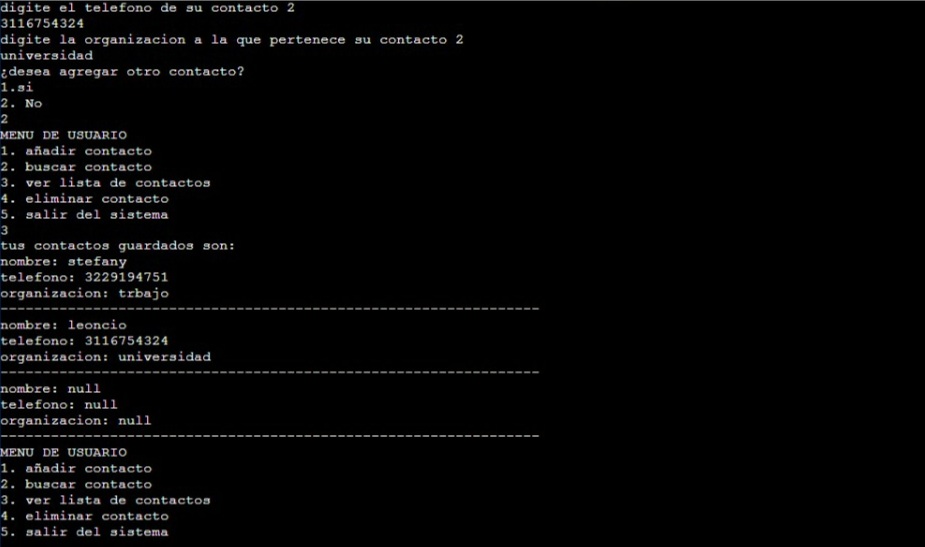 digite el telefono de su contacto 2
3116754324
digite la organizacion a la que pertenece su contacto 2
universidad
¿desea agregar otro contacto?
1.si
2. No
2
MENU DE USUARIO
1. añadir contacto
2. buscar contacto
3. ver lista de contactos
4. eliminar contacto
5. salir del sistema
3
tus contactos guardados son:
nombre: stefany
telefono: 3229194751
organizacion: trbajo
----------------------------------------------------------------
nombre: leoncio
telefono: 3116754324
organizacion: universidad
----------------------------------------------------------------
nombre: null
telefono: null
organizacion: null
----------------------------------------------------------------
MENU DE USUARIO
1. añadir contacto
2. buscar contacto
3. ver lista de contactos
4. eliminar contacto
5. salir del sistema